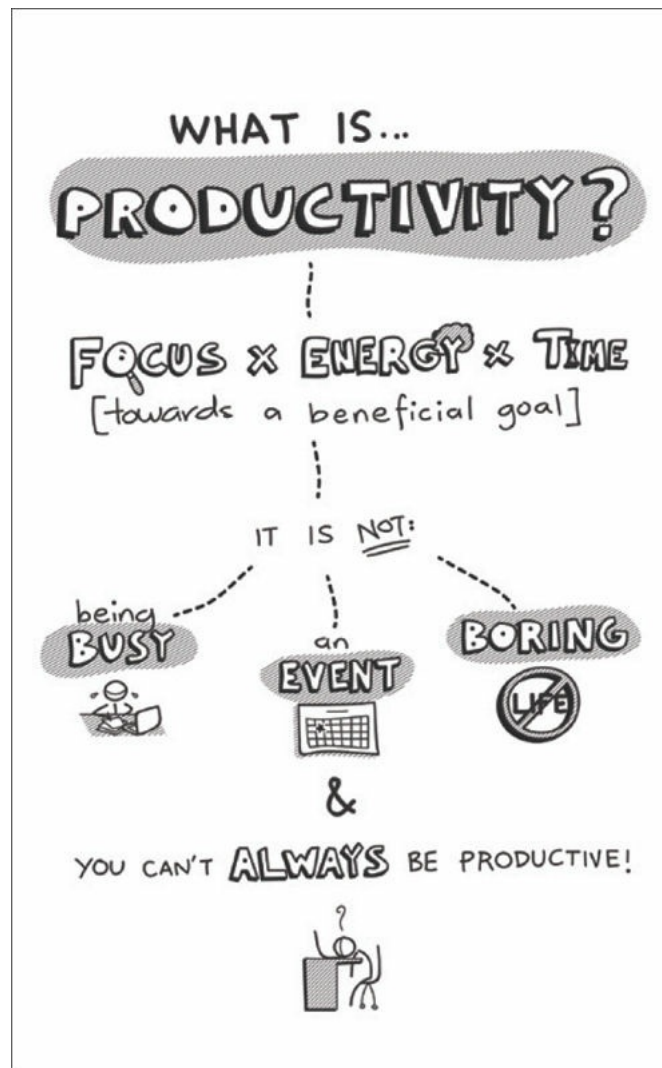 WHAT IS...
PRODUCTIVITY?
FOCUS x ENERGY x TIME
[towards a beneficial goal]
IT IS NOT:
being
BUSY
an
EVENT
BORING
LIFE
&
YOU CAN'T ALWAYS BE PRODUCTIVE!
?